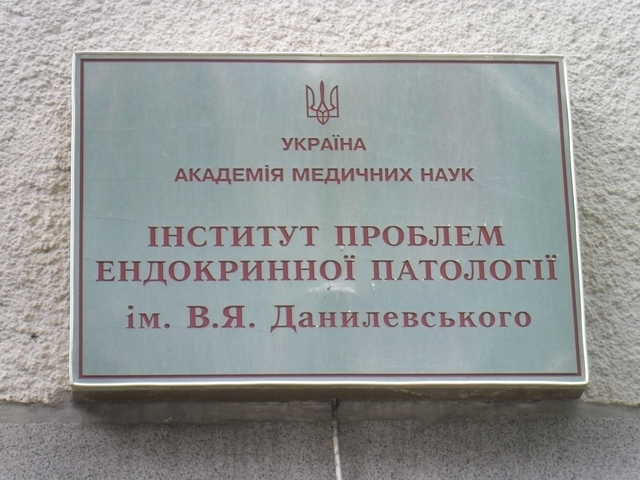 УКРАЇНА
АКАДЕМІЯ МЕДИЧНИХ НАУК
ІНСТИТУТ ПРОБЛЕМ
ЕНДОКРИННОЇ ПАТОЛОГІЇ
ім. В.Я. Данилевського